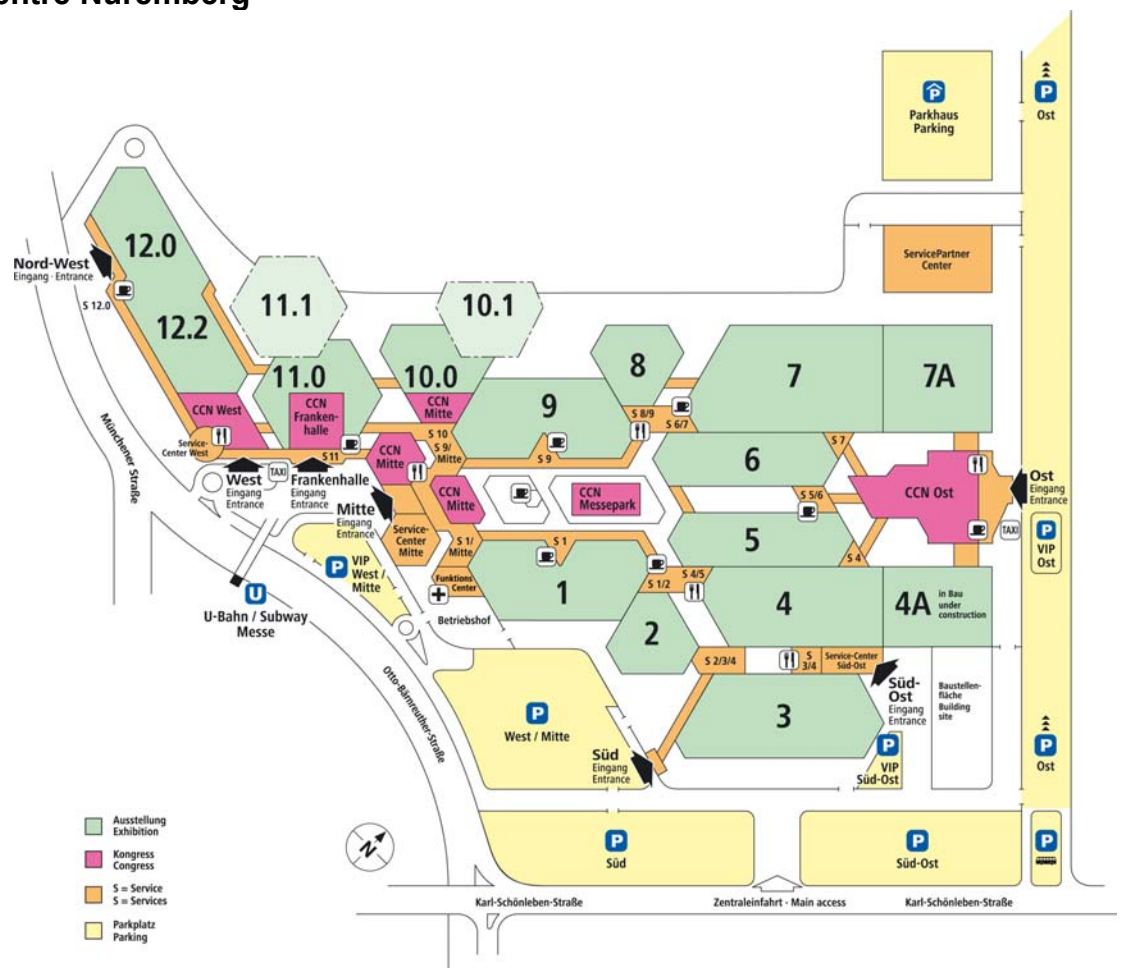 entre Nuremberg
P
Ost
P
Parkhaus
Parking
ServicePartner
Center
12.0
Nord-West
Eingang · Entrance
S 12.0
12.2
11.1
10.1
11.0
10.0
9
8
7
7A
CCN West
CCN
Franken-
halle
CCN
Mitte
S 8/9
S 6/7
Service-
Center West
S 11
CCN
Mitte
S 10
S 9/
Mitte
S 9
6
S 7
CCN Ost
Ost
Eingang
Entrance
TAXI
P
VIP
Ost
West
Eingang
Entrance
TAXI
Frankenhalle
Eingang
Entrance
Mitte
Eingang
Entrance
CCN
Mitte
CCN
Messepark
S 5/6
5
S 4
Service-
Center
Mitte
S 1/
Mitte
S 1
P
VIP
West /
Mitte
Funktions
Center
1
S 1/2
S 4/5
4
4A
in Bau
under
construction
U
U-Bahn / Subway
Messe
Betriebshof
2
S 2/3/4
S
3/4
Service-Center
Süd-Ost
Süd-
Ost
Eingang
Entrance
Baustellen-
fläche
Building
site
3
P
West / Mitte
Süd
Eingang
Entrance
P
VIP
Süd-Ost
P
Ost
Münchener Straße
Otto-Bärnreuther-Straße
Ausstellung
Exhibition
Kongress
Congress
S = Service
S = Services
Parkplatz
Parking
N
P
Süd
P
Süd-Ost
P
Karl-Schönleben-Straße
Zentraleinfahrt · Main access
Karl-Schönleben-Straße